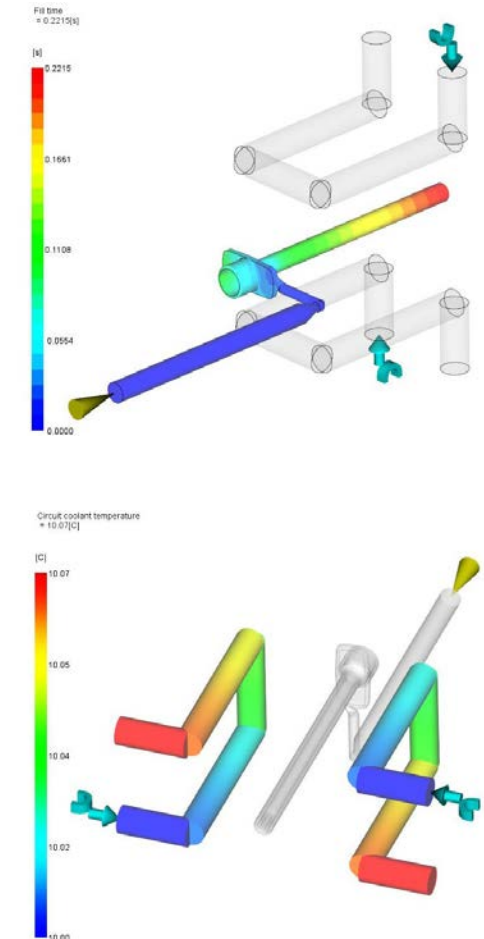 Fill time
= 0.2215[s]
[s]
0.2215
0.1661
0.1108
0.0554
0.0000
Circuit coolant temperature
= 10.07[C]
[C]
10.07
10.05
10.04
10.02
10.00